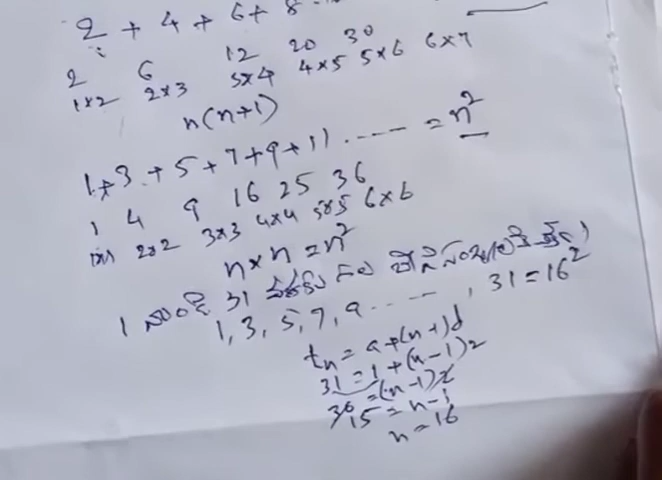 2 + 4 + 6 + 8 ...
2 6 12 20 30
1×2 2×3 3×4 4×5 5×6 6×7
n(n+1)
1+3+5+7+9+11 ..... = n²
1 4 9 16 25 36
1×1 2×2 3×3 4×4 5×5 6×6
n×n = n²
1 నుండి 31 వరకు గల
1, 3, 5, 7, 9 ....... , 31 = 16²
tn = a+(n+1)d
31 = 1+(n-1)2
30 = (n-1)2
15 = n-1
n = 16